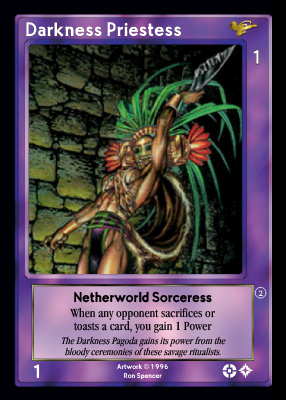 Darkness Priestess
1
Netherworld Sorceress
2
When any opponent sacrifices or
toasts a card, you gain 1 Power
The Darkness Pagoda gains its power from the
bloody ceremonies of these savage ritualists.
1
Artwork © 1996
Ron Spencer